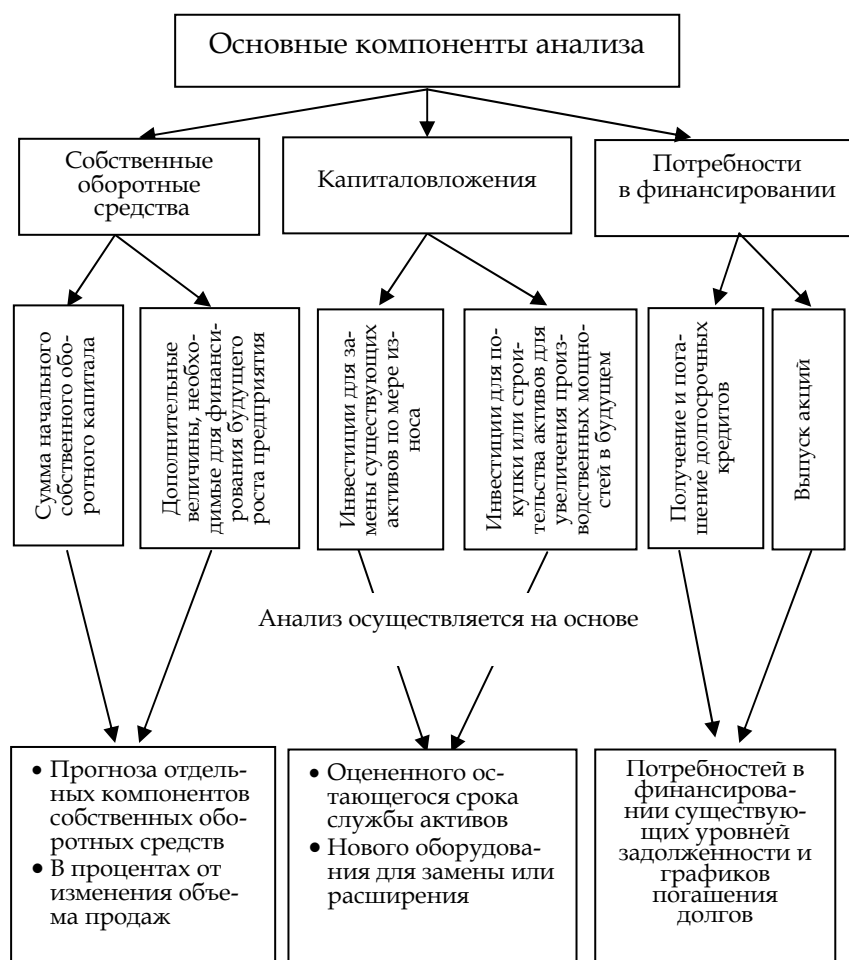 Основные компоненты анализа
Собственные
оборотные
средства
Капиталовложения
Потребности
в финансировании
Сумма начального
собственного обо-
ротного капитала
Дополнительные
величины, необхо-
димые для финанси-
рования будущего
роста предприятия
Инвестиции для за-
мены существующих
активов по мере из-
носа
Инвестиции для по-
купки или строи-
тельства активов для
увеличения произ-
водственных мощно-
стей в будущем
Получение и пога-
шение долгосрочных
кредитов
Выпуск акций
Анализ осуществляется на основе
• Прогноза отдель-
ных компонентов
собственных обо-
ротных средств
• В процентах от
изменения объе-
ма продаж
• Оцененного ос-
тающегося срока
службы активов
• Нового оборудова-
ния для замены или
расширения
Потребностей в
финансирова-
нии существую-
щих уровней
задолженности и
графиков
погашения
долгов